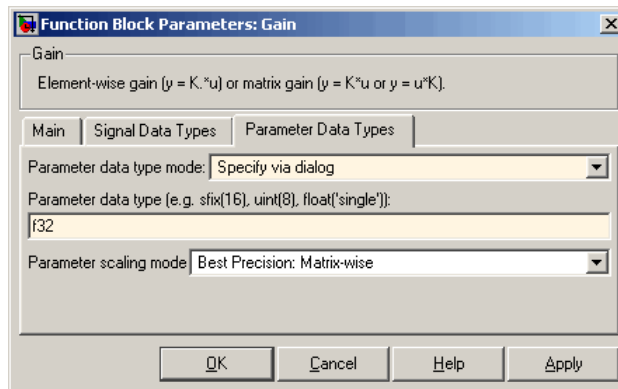 Function Block Parameters: Gain
Gain
Element-wise gain (y = K.*u) or matrix gain (y = K*u or y = u*K).
Main Signal Data Types Parameter Data Types
Parameter data type mode: Specify via dialog
Parameter data type (e.g. sfix(16), uint(8), float('single')):
f32
Parameter scaling mode Best Precision: Matrix-wise
OK Cancel Help Apply